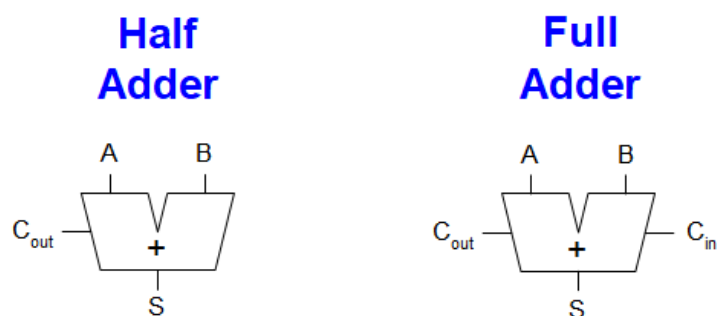 Half
Adder
A B
Cout
+
S
Full
Adder
A B
Cout
Cin
+
S